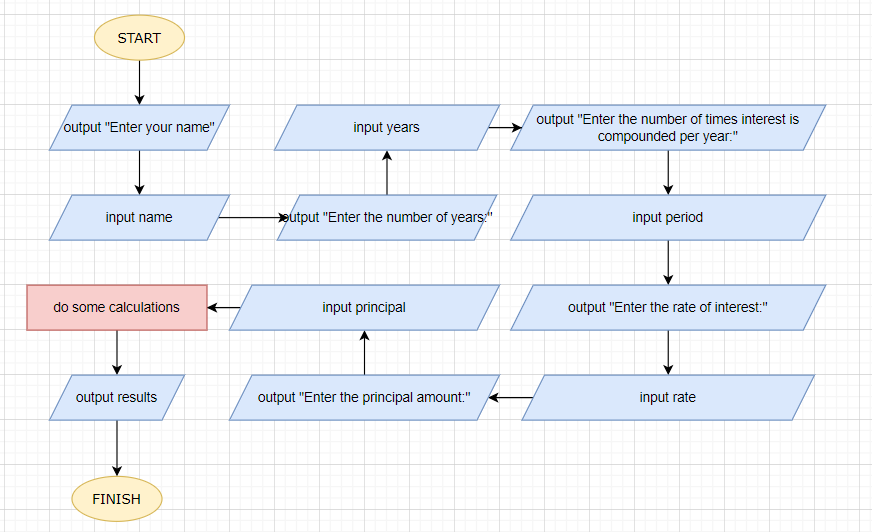 START
output "Enter your name"
input name
output "Enter the number of years:"
input years
output "Enter the number of times interest is
compounded per year:"
input period
output "Enter the rate of interest:"
input rate
output "Enter the principal amount:"
input principal
do some calculations
output results
FINISH